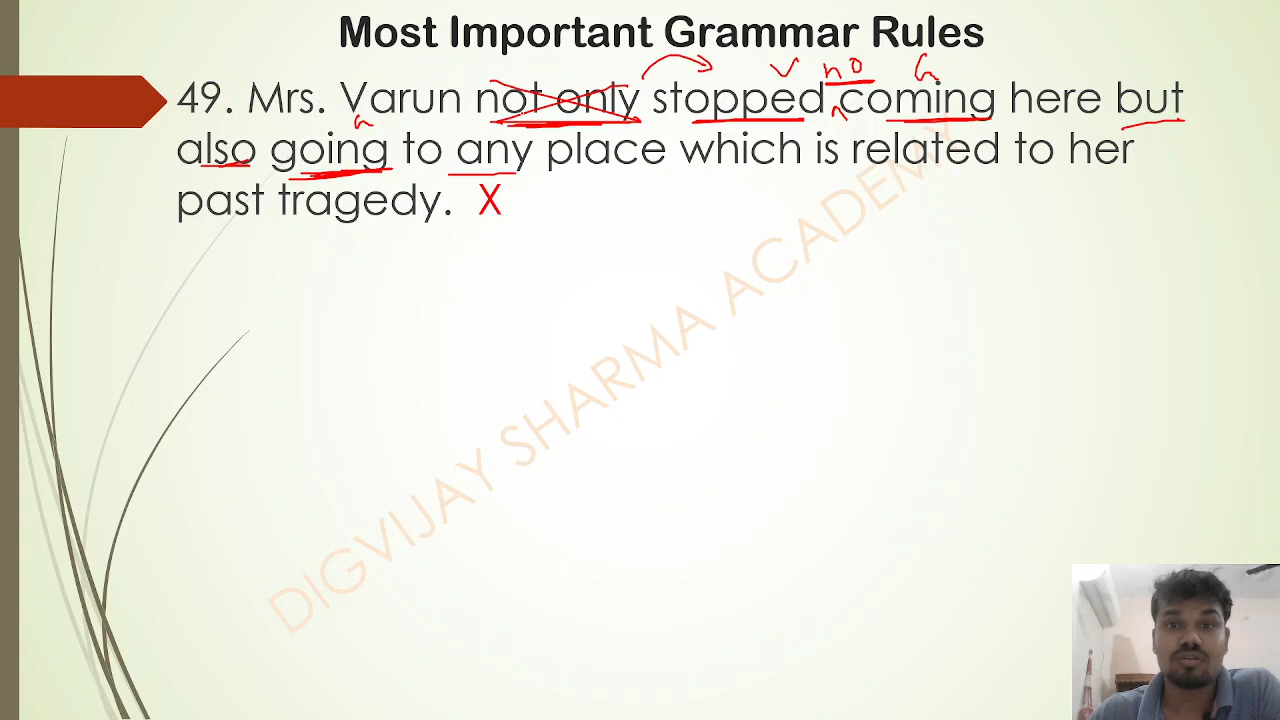 Most Important Grammar Rules
v no G
49. Mrs. Varun not only stopped coming here but
G
also going to any place which is related to her
past tragedy. X
DIGVIJAY SHARMA ACADEMY